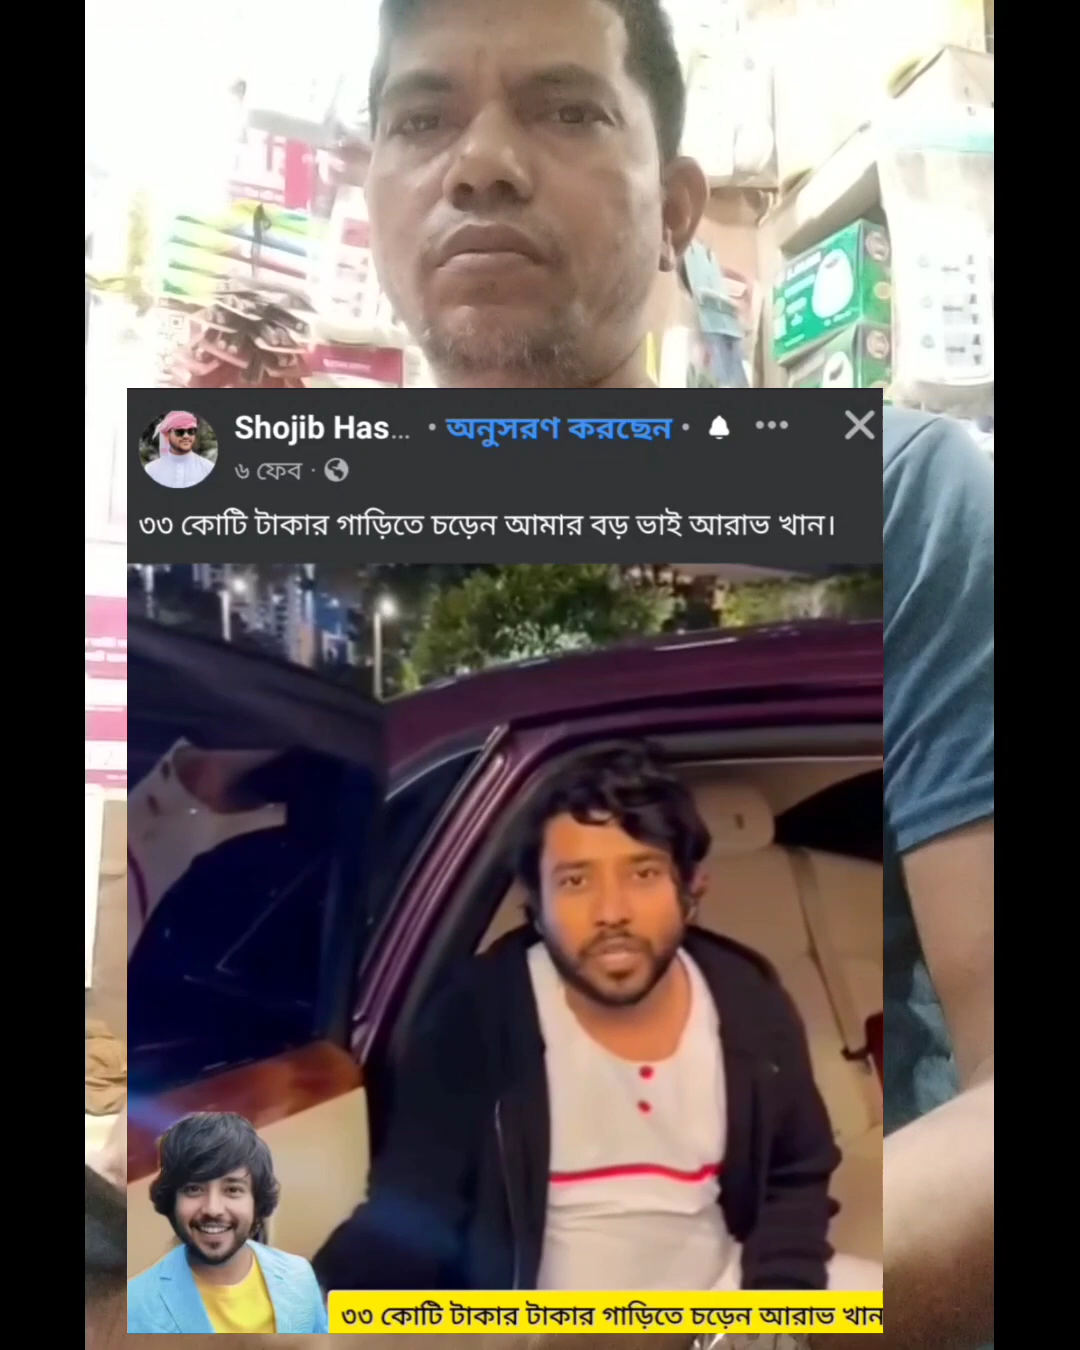 Shojib Has... • অনুসরণ করছেন •
৬ ফেব ·
৩৩ কোটি টাকার গাড়িতে চড়েন আমার বড় ভাই আরাভ খান।
৩৩ কোটি টাকার টাকার গাড়িতে চড়েন আরাভ খান